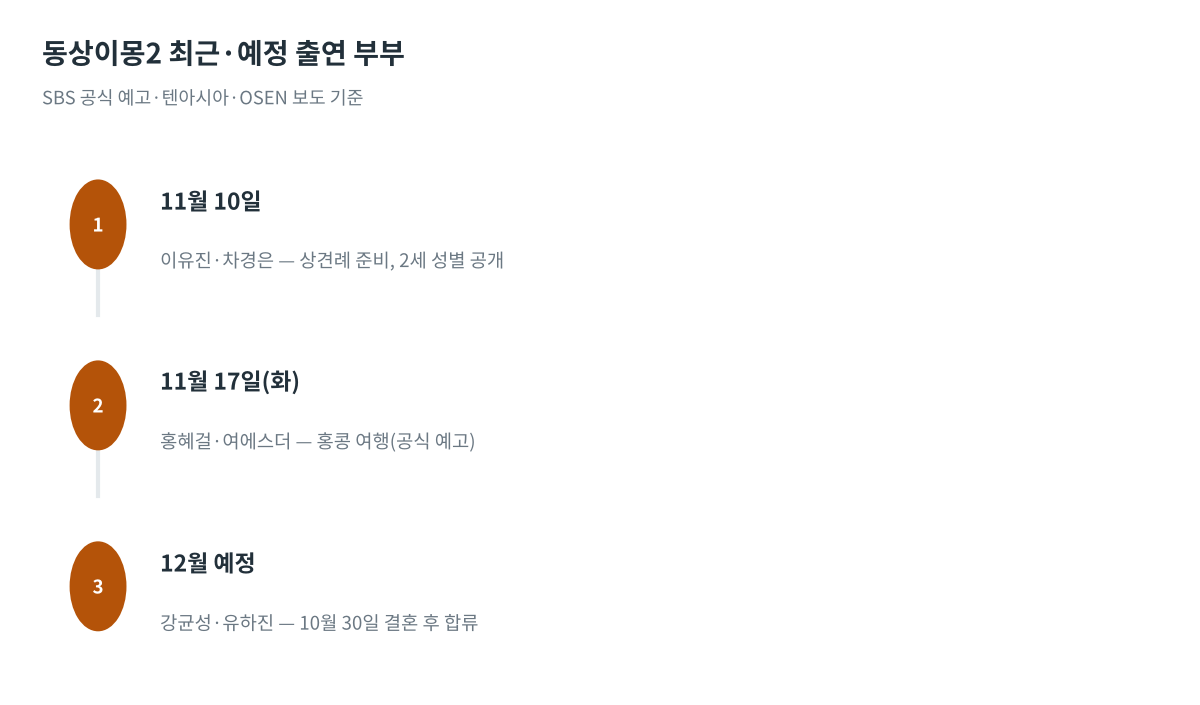 동상이몽2 최근·예정 출연 부부
SBS 공식 예고·텐아시아·OSEN 보도 기준
1
11월 10일
이유진·차경은 — 상견례 준비, 2세 성별 공개
2
11월 17일(화)
홍혜걸·여에스더 — 홍콩 여행(공식 예고)
3
12월 예정
강균성·유하진 — 10월 30일 결혼 후 합류